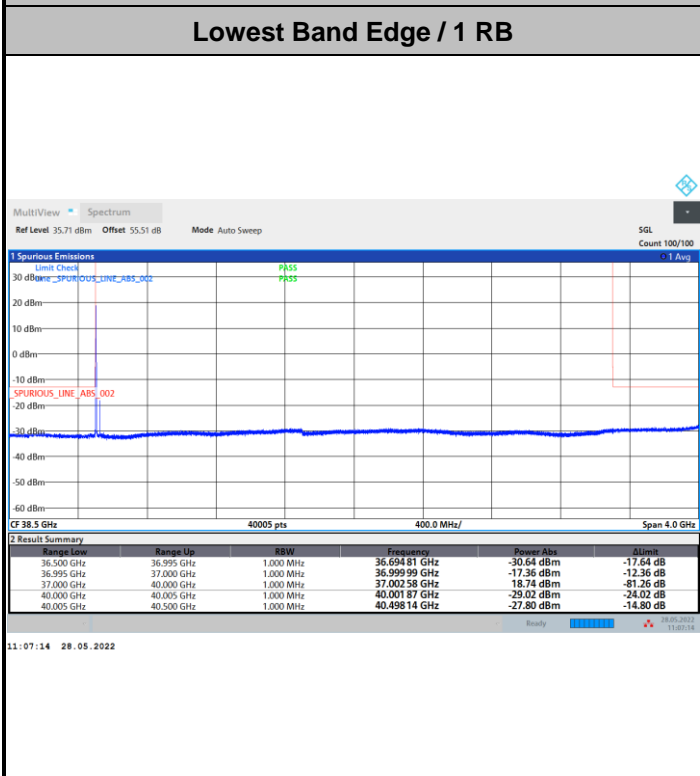 Lowest Band Edge / 1 RB
MultiView Spectrum
Ref Level 35.71 dBm Offset 55.51 dB Mode Auto Sweep SGL
Count 100/100
1 Spurious Emissions 1 Avg
Limit Check PASS
30 dBm Line _SPURIOUS_LINE_ABS_002 PASS
20 dBm
10 dBm
0 dBm
-10 dBm
_SPURIOUS_LINE_ABS_002
-20 dBm
-30 dBm
-40 dBm
-50 dBm
-60 dBm
CF 38.5 GHz 40005 pts 400.0 MHz/ Span 4.0 GHz
2 Result Summary
Range Low Range Up RBW Frequency Power Abs ΔLimit
36.500 GHz 36.995 GHz 1.000 MHz 36.69481 GHz -30.64 dBm -17.64 dB
36.995 GHz 37.000 GHz 1.000 MHz 36.99999 GHz -17.36 dBm -12.36 dB
37.000 GHz 40.000 GHz 1.000 MHz 37.00258 GHz 18.74 dBm -81.26 dB
40.000 GHz 40.005 GHz 1.000 MHz 40.00187 GHz -29.02 dBm -24.02 dB
40.005 GHz 40.500 GHz 1.000 MHz 40.49814 GHz -27.80 dBm -14.80 dB
Ready 28.05.2022
11:07:14
11:07:14 28.05.2022